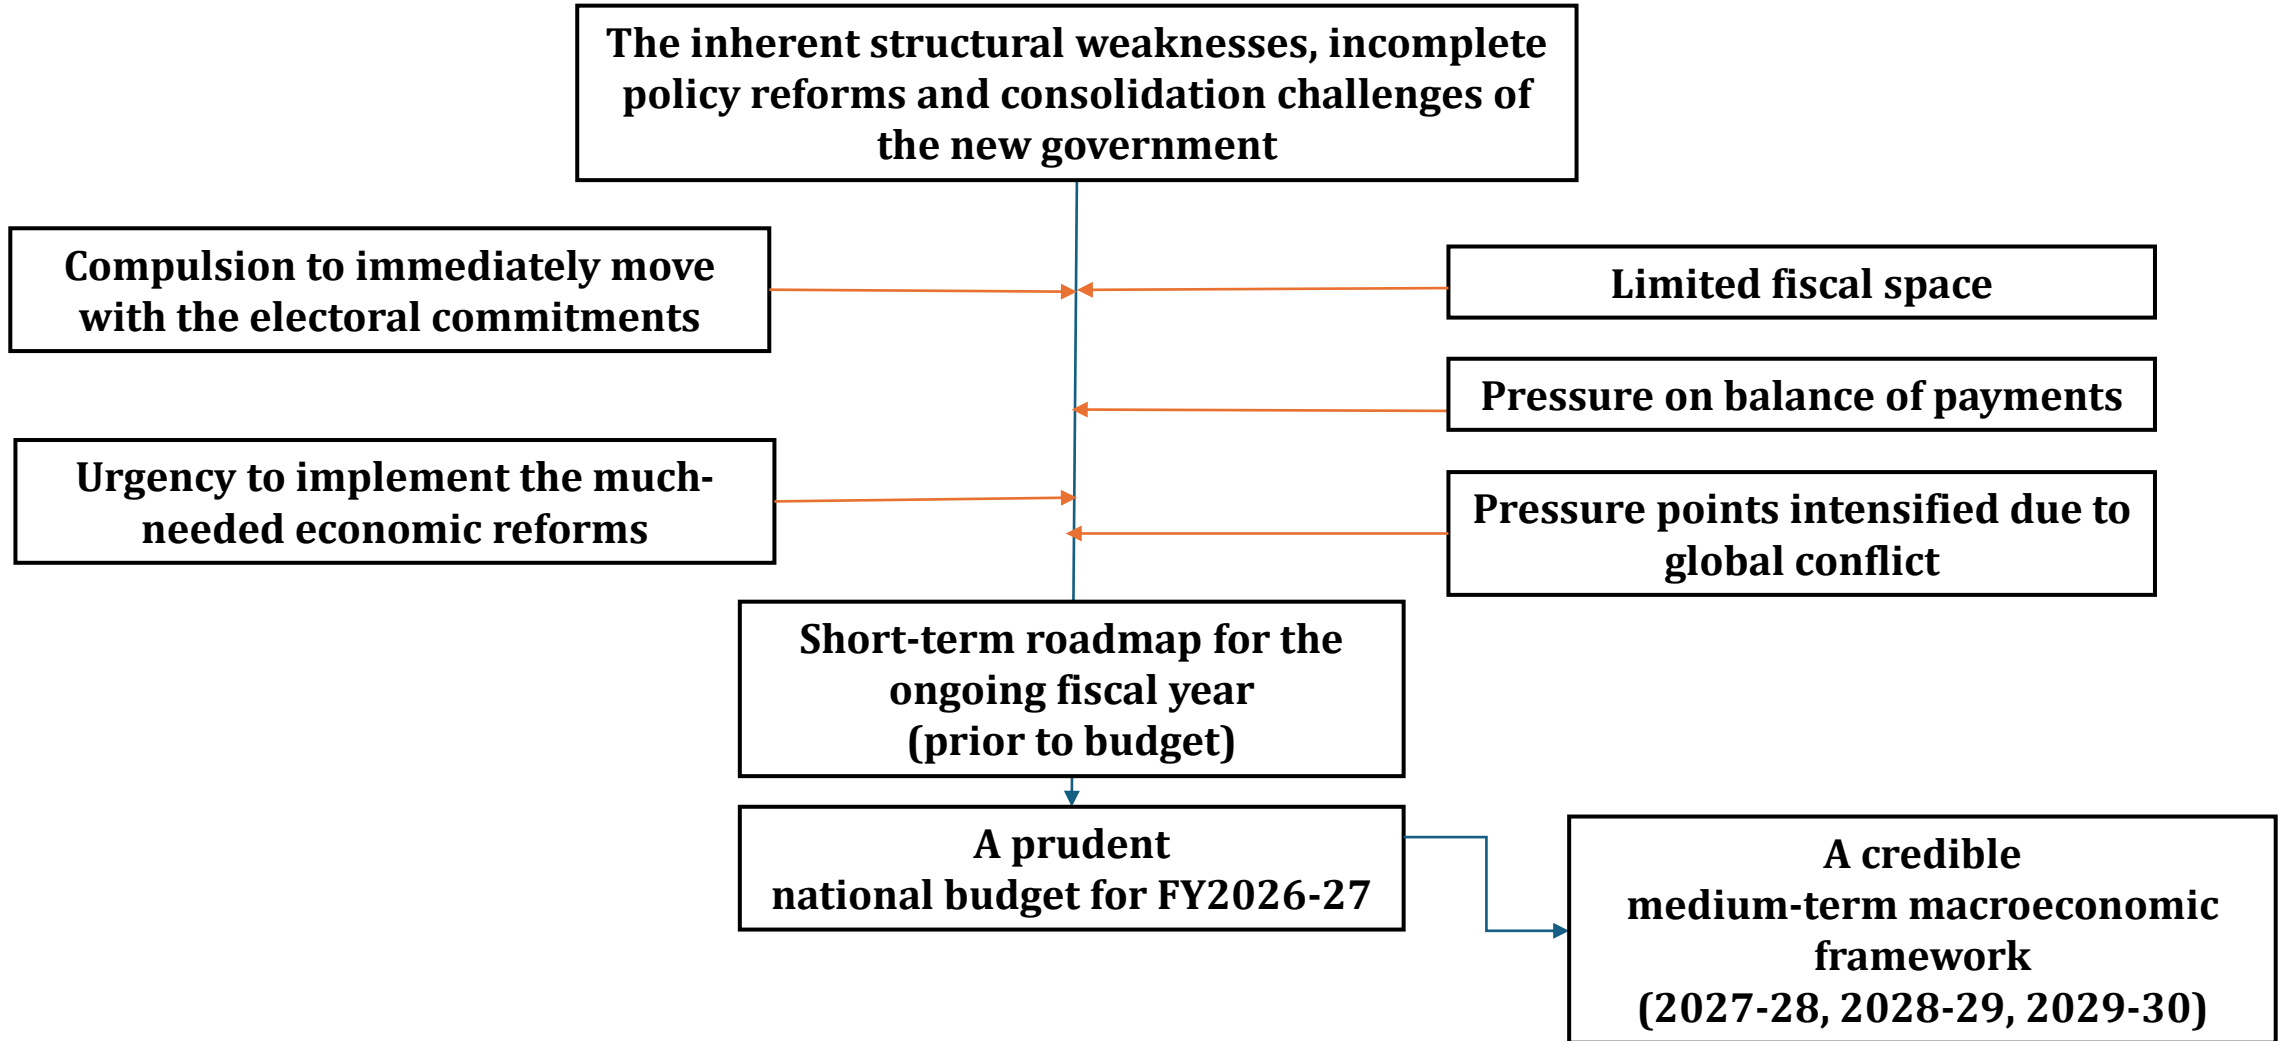 The inherent structural weaknesses, incomplete
policy reforms and consolidation challenges of
the new government
Compulsion to immediately move
with the electoral commitments
Limited fiscal space
Pressure on balance of payments
Urgency to implement the much-
needed economic reforms
Pressure points intensified due to
global conflict
Short-term roadmap for the
ongoing fiscal year
(prior to budget)
A prudent
national budget for FY2026-27
A credible
medium-term macroeconomic
framework
(2027-28, 2028-29, 2029-30)